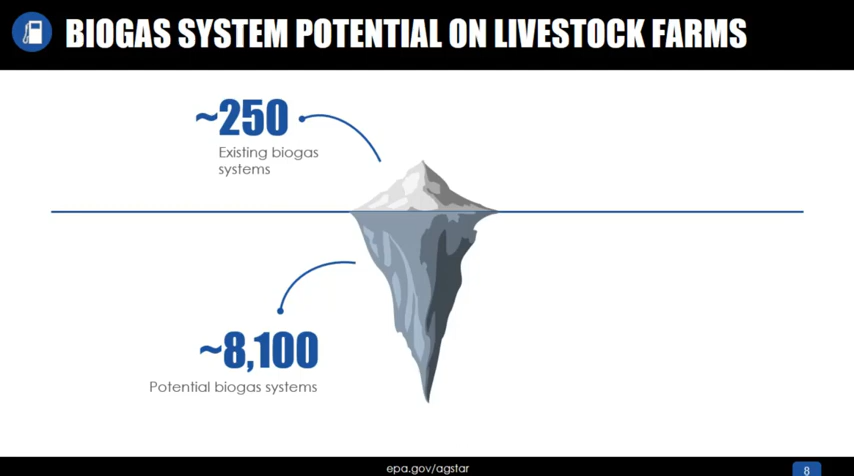 BIOGAS SYSTEM POTENTIAL ON LIVESTOCK FARMS
~250
Existing biogas
systems
~8,100
Potential biogas systems
epa.gov/agstar
8